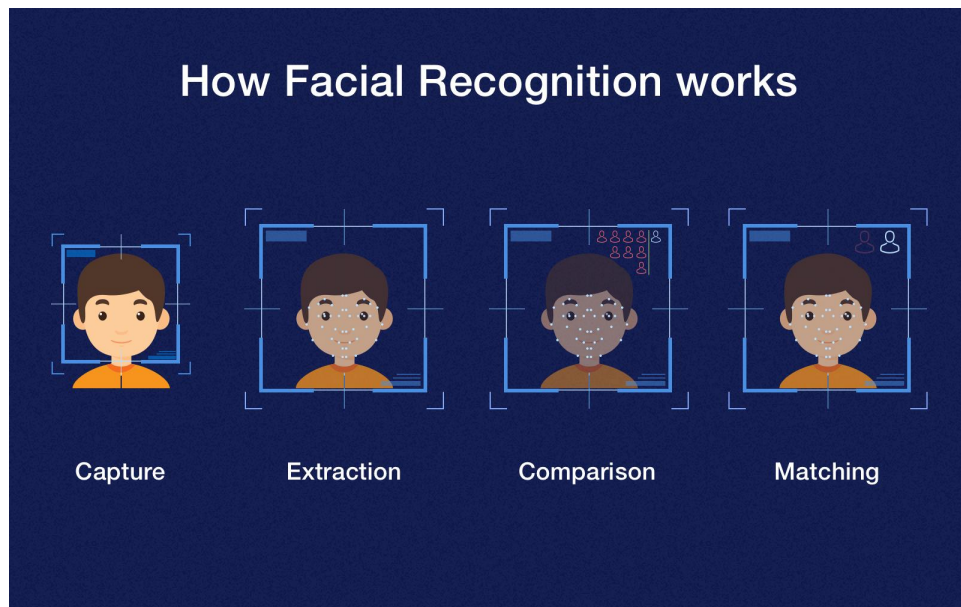 How Facial Recognition works
Capture
Extraction
Comparison
Matching